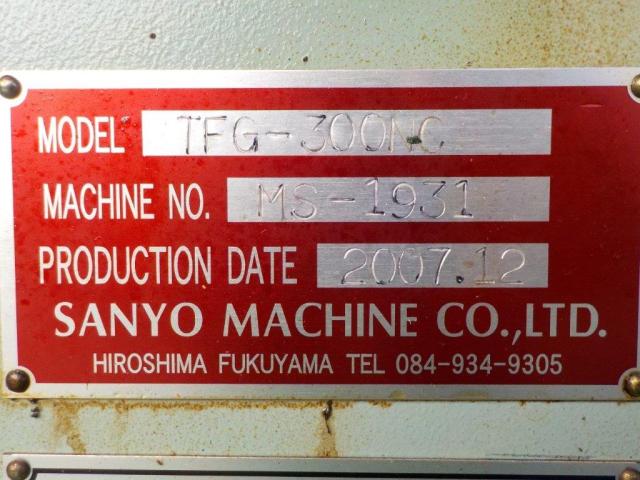 MODEL TFG-300NC
MACHINE NO. MS-1931
PRODUCTION DATE 2007.12
SANYO MACHINE CO.,LTD.
HIROSHIMA FUKUYAMA TEL 084-934-9305